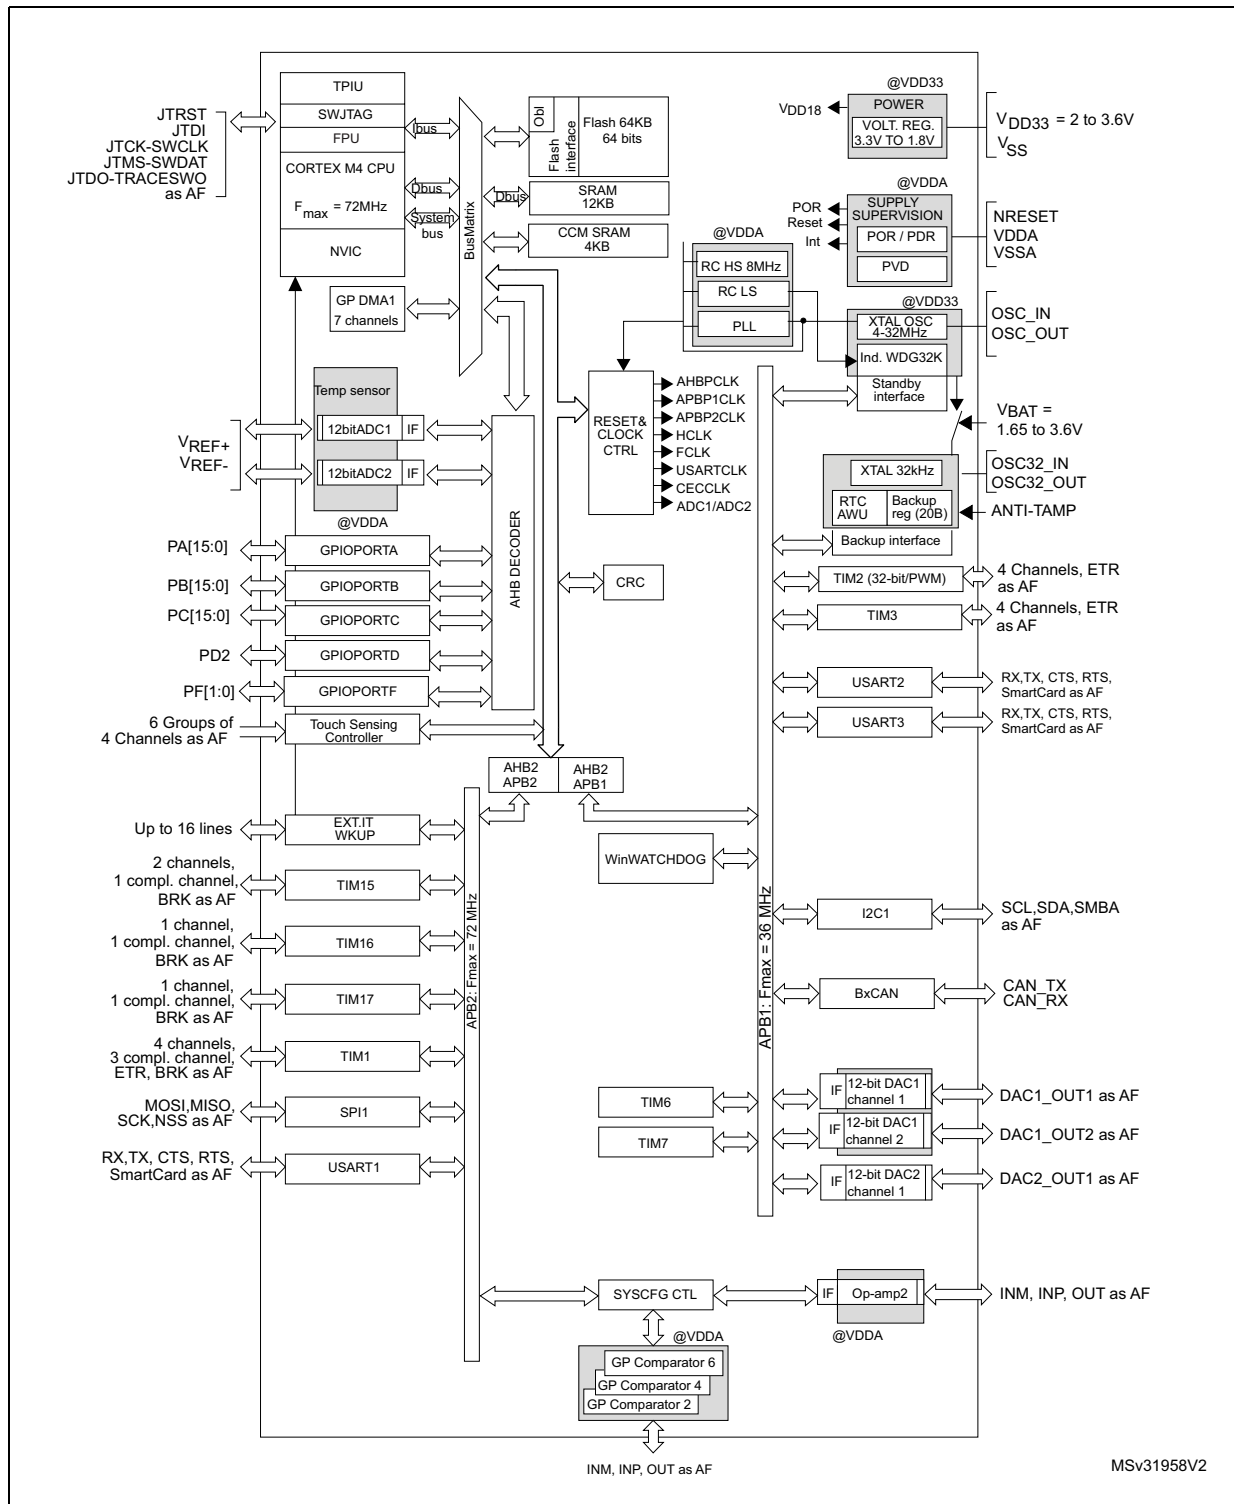 TPIU
SWJTAG
FPU
CORTEX M4 CPU
Fmax = 72MHz
NVIC
JTRST
JTDI
JTCK-SWCLK
JTMS-SWDAT
JTDO-TRACESWO
as AF
Ibus
Dbus
System
bus
BusMatrix
Obl
Flash
interface
Flash 64KB
64 bits
Dbus
SRAM
12KB
CCM SRAM
4KB
GP DMA1
7 channels
@VDD33
POWER
VOLT. REG.
3.3V TO 1.8V
VDD18
VDD33 = 2 to 3.6V
VSS
@VDDA
SUPPLY
SUPERVISION
POR / PDR
PVD
POR
Reset
Int
NRESET
VDDA
VSSA
@VDDA
RC HS 8MHz
RC LS
PLL
@VDD33
XTAL OSC
4-32MHz
Ind. WDG32K
Standby
interface
OSC_IN
OSC_OUT
VBAT =
1.65 to 3.6V
RESET&
CLOCK
CTRL
AHBPCLK
APBP1CLK
APBP2CLK
HCLK
FCLK
USARTCLK
CECCLK
ADC1/ADC2
XTAL 32kHz
RTC
AWU
Backup
reg (20B)
Backup interface
OSC32_IN
OSC32_OUT
ANTI-TAMP
Temp sensor
12bitADC1
IF
12bitADC2
IF
@VDDA
VREF+
VREF-
AHB DECODER
PA[15:0]
GPIOPORTA
PB[15:0]
GPIOPORTB
PC[15:0]
GPIOPORTC
PD2
GPIOPORTD
PF[1:0]
GPIOPORTF
6 Groups of
4 Channels as AF
Touch Sensing
Controller
CRC
TIM2 (32-bit/PWM)
4 Channels, ETR
as AF
TIM3
4 Channels, ETR
as AF
USART2
RX,TX, CTS, RTS,
SmartCard as AF
USART3
RX,TX, CTS, RTS,
SmartCard as AF
AHB2
APB2
AHB2
APB1
Up to 16 lines
EXT.IT
WKUP
WinWATCHDOG
2 channels,
1 compl. channel,
BRK as AF
TIM15
1 channel,
1 compl. channel,
BRK as AF
TIM16
1 channel,
1 compl. channel,
BRK as AF
TIM17
4 channels,
3 compl. channel,
ETR, BRK as AF
TIM1
MOSI,MISO,
SCK,NSS as AF
SPI1
RX,TX, CTS, RTS,
SmartCard as AF
USART1
APB2: Fmax = 72 MHz
APB1: Fmax = 36 MHz
I2C1
SCL,SDA,SMBA
as AF
BxCAN
CAN_TX
CAN_RX
TIM6
TIM7
IF
12-bit DAC1
channel 1
DAC1_OUT1 as AF
IF
12-bit DAC1
channel 2
DAC1_OUT2 as AF
IF
12-bit DAC2
channel 1
DAC2_OUT1 as AF
SYSCFG CTL
IF
Op-amp2
INM, INP, OUT as AF
@VDDA
@VDDA
GP Comparator 6
GP Comparator 4
GP Comparator 2
INM, INP, OUT as AF
MSv31958V2